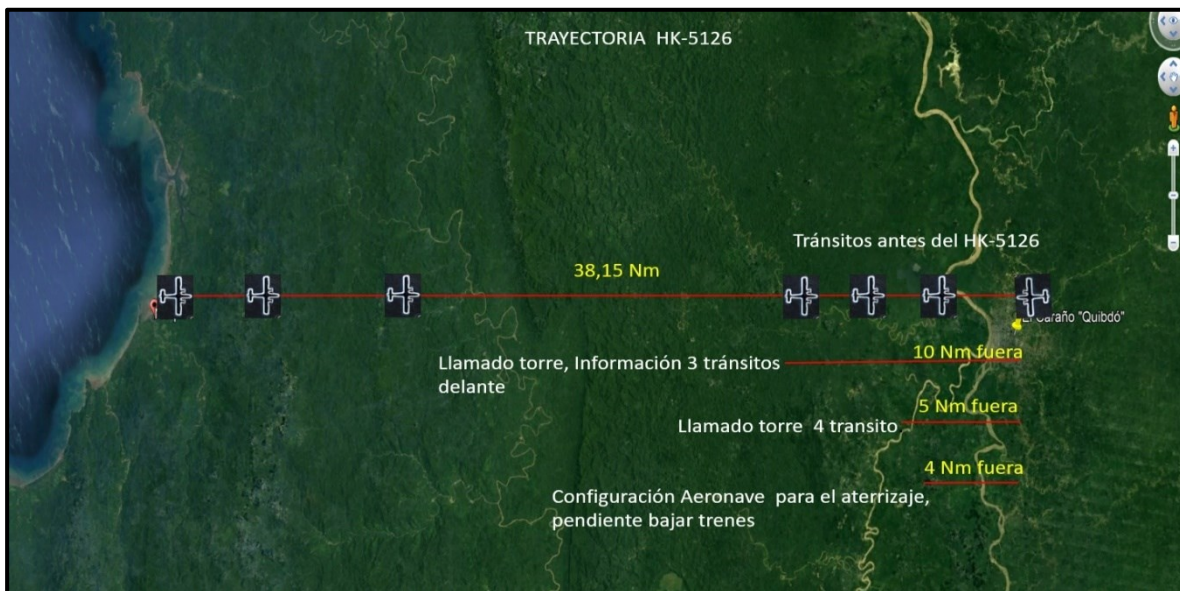 TRAYECTORIA HK-5126
Tránsitos antes del HK-5126
38,15 Nm
"Quibdó"
10 Nm fuera
Llamado torre, Información 3 tránsitos
delante
5 Nm fuera
Llamado torre 4 transito
4 Nm fuera
Configuración Aeronave para el aterrizaje,
pendiente bajar trenes